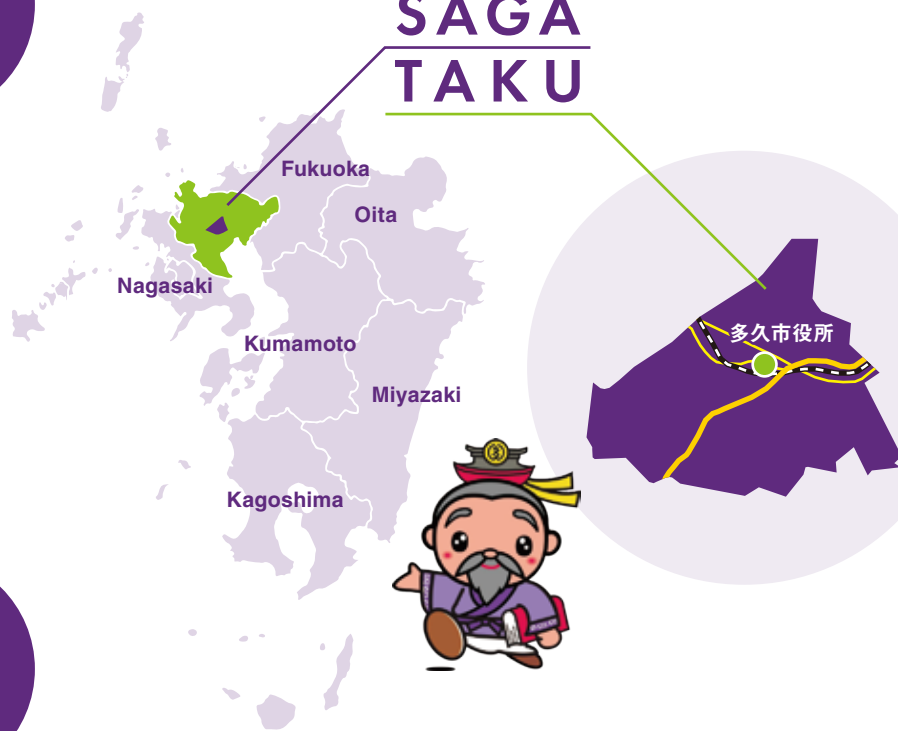 SAGA
TAKU
Fukuoka
Oita
Nagasaki
Kumamoto
Miyazaki
Kagoshima
多久市役所